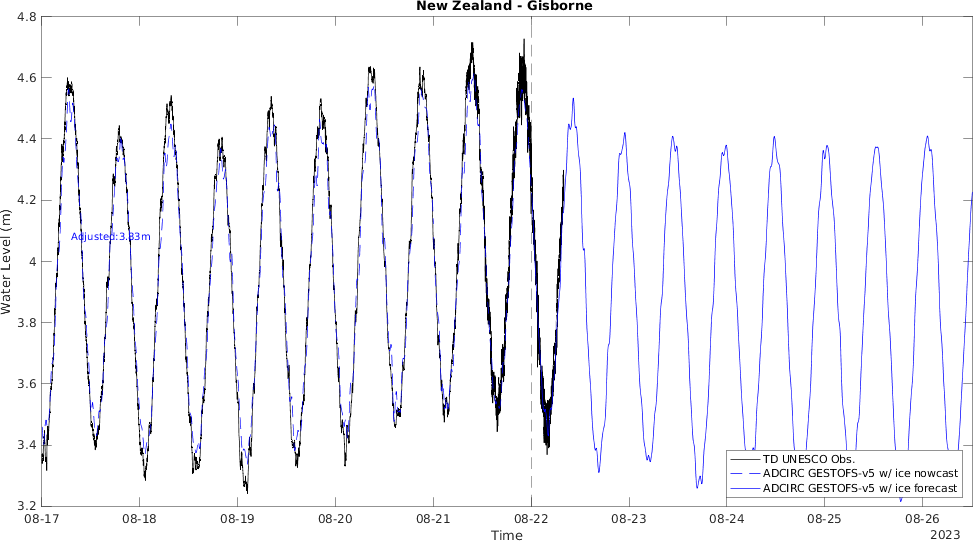 New Zealand - Gisborne
Water Level (m)
4.8
4.6
4.4
4.2
4
3.8
3.6
3.4
3.2
Adjusted:3.83m
TD UNESCO Obs.
ADCIRC GESTOFS-v5 w/ ice nowcast
ADCIRC GESTOFS-v5 w/ ice forecast
08-17 08-18 08-19 08-20 08-21 08-22 08-23 08-24 08-25 08-26
Time
2023